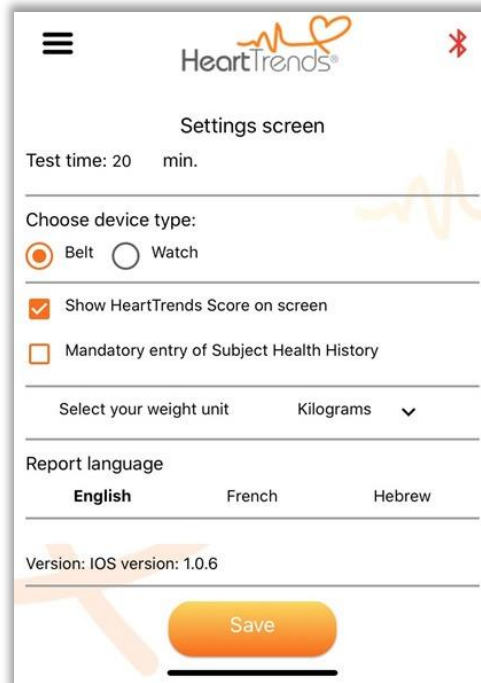 HeartTrends®
Settings screen
Test time: 20 min.
Choose device type:
Belt Watch
Show HeartTrends Score on screen
Mandatory entry of Subject Health History
Select your weight unit Kilograms
Report language
English French Hebrew
Version: IOS version: 1.0.6
Save